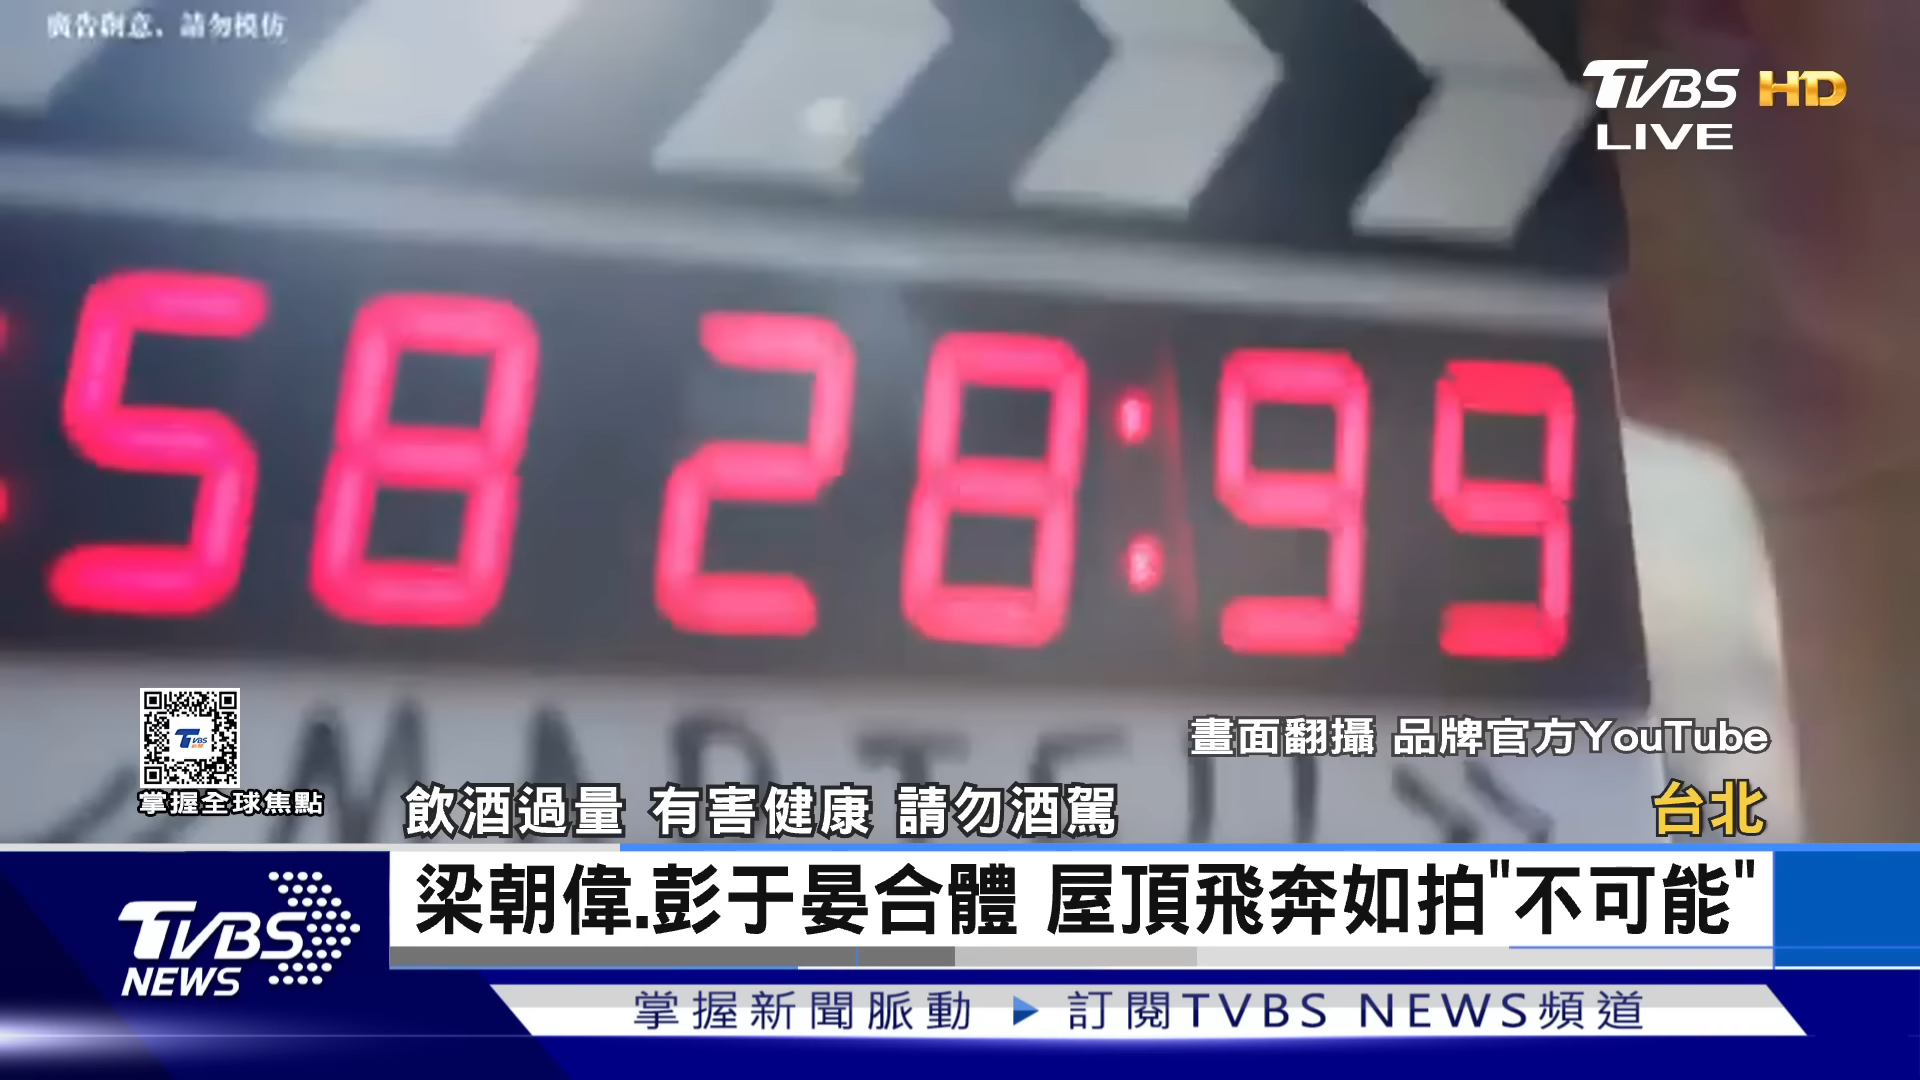 廣告創意、請勿模仿
TVBS HD
LIVE
58 28:99
MARTELL
畫面翻攝 品牌官方YouTube
TVBS
掌握全球焦點
飲酒過量 有害健康 請勿酒駕
台北
梁朝偉.彭于晏合體 屋頂飛奔如拍"不可能"
TVBS
NEWS
掌握新聞脈動 ▶ 訂閱TVBS NEWS頻道